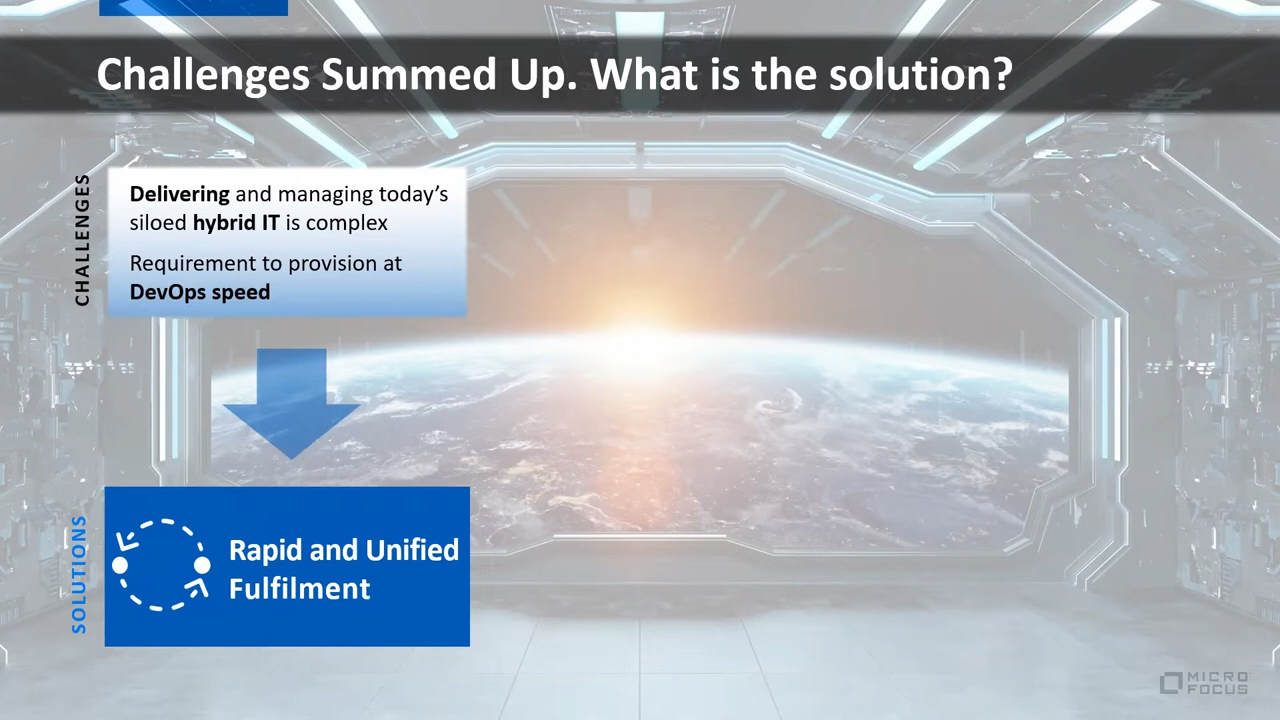 Challenges Summed Up. What is the solution?
CHALLENGES
Delivering and managing today's
siloed hybrid IT is complex
Requirement to provision at
DevOps speed
SOLUTIONS
Rapid and Unified
Fulfilment
MICRO
FOCUS